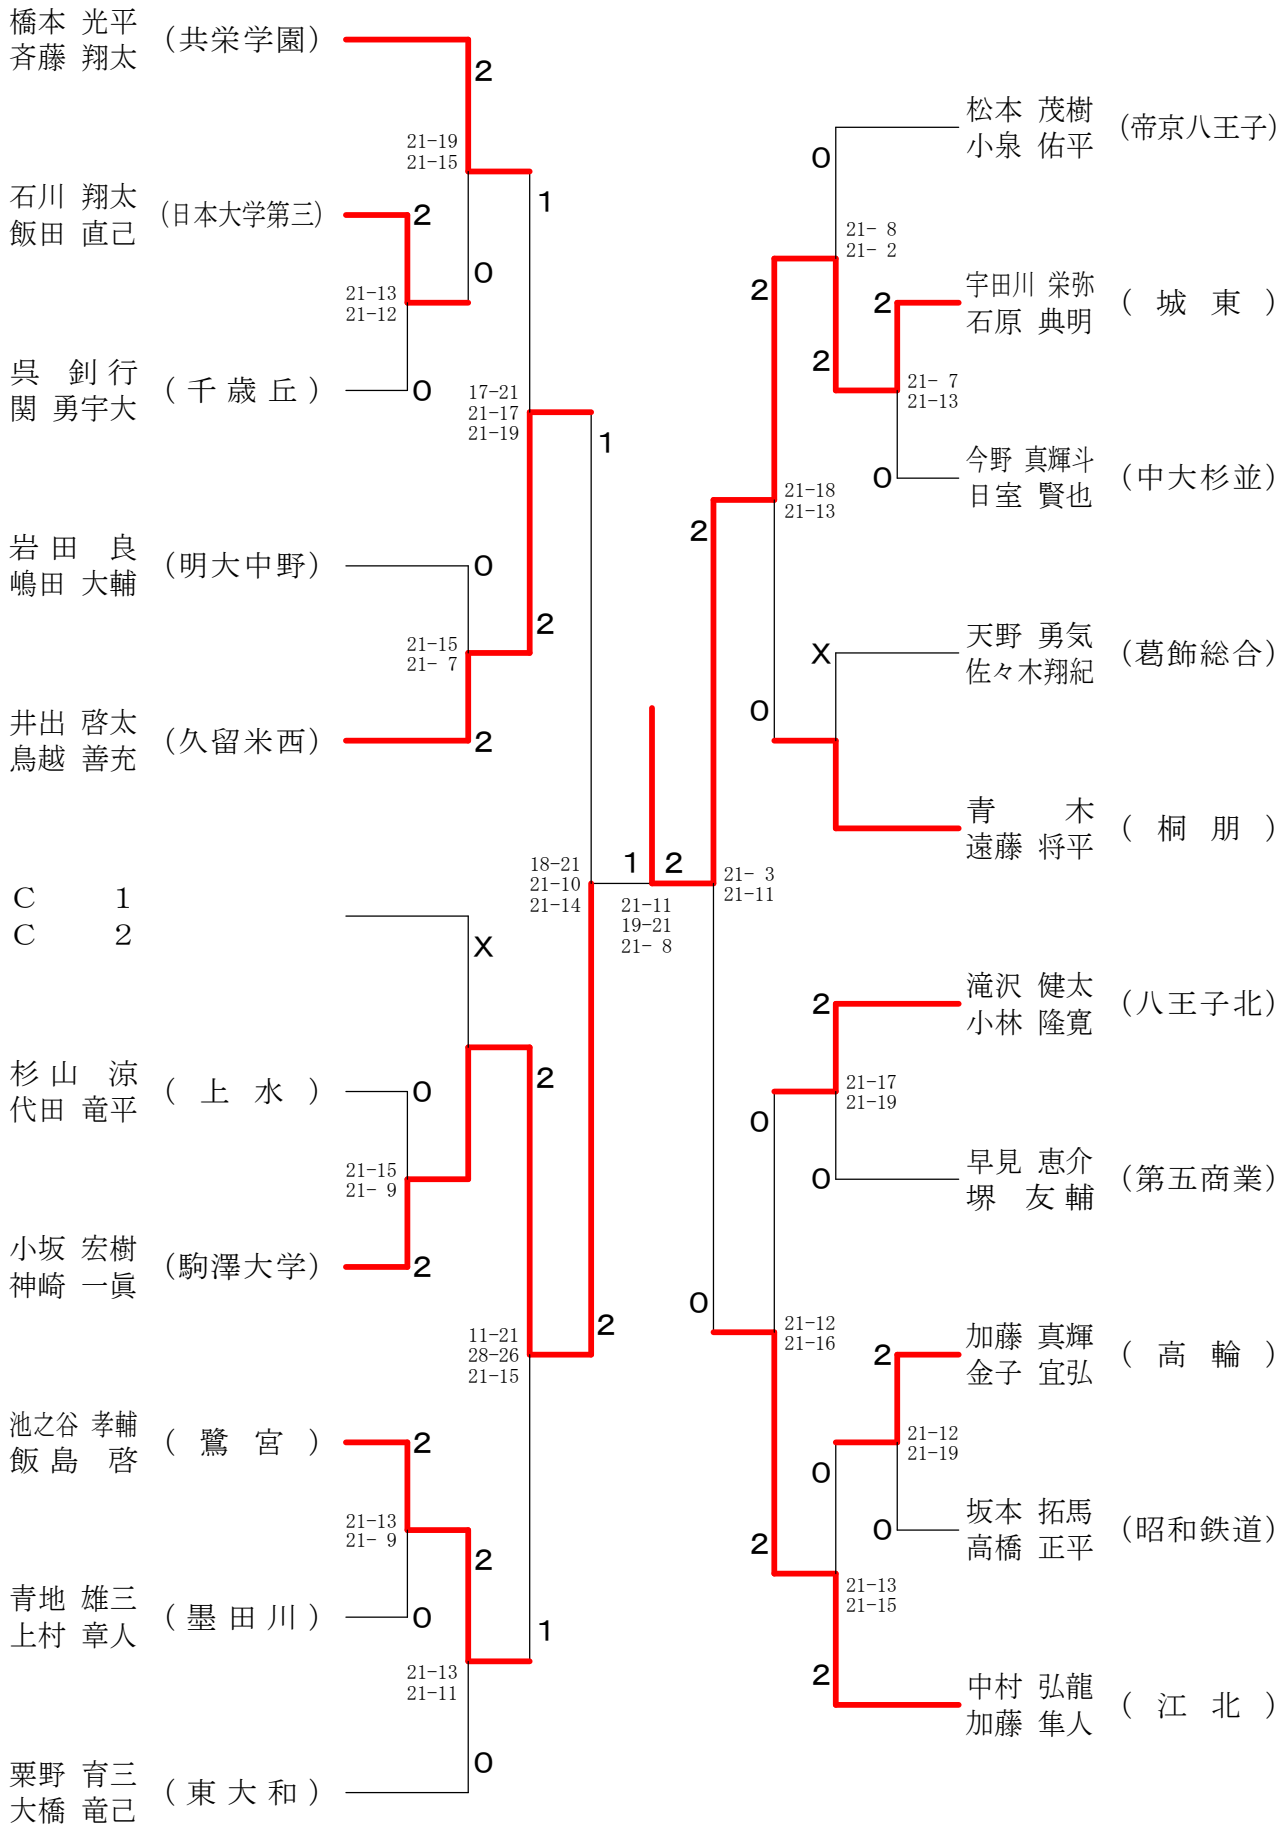 橋本 光平
斉藤 翔太
(共栄学園)
2
21-19
21-15
1
石川 翔太
飯田 直己
(日本大学第三)
2
0
21-13
21-12
呉 釗行
関 勇宇大
(千歳丘)
0
17-21
21-17
21-19
1
岩田 良
嶋田 大輔
(明大中野)
0
2
21-15
21- 7
井出 啓太
鳥越 善充
(久留米西)
2
18-21
21-10
21-14
1
2
21-11
19-21
21- 8
C 1
C 2
X
杉山 涼
代田 竜平
(上水)
0
2
21-15
21- 9
小坂 宏樹
神崎 一眞
(駒澤大学)
2
11-21
28-26
21-15
2
池之谷 孝輔
飯島 啓
(鷺宮)
2
21-13
21- 9
2
青地 雄三
上村 章人
(墨田川)
0
1
21-13
21-11
粟野 育三
大橋 竜己
(東大和)
0
松本 茂樹
小泉 佑平
(帝京八王子)
0
21- 8
21- 2
2
宇田川 栄弥
石原 典明
(城東)
2
2
21- 7
21-13
今野 真輝斗
日室 賢也
(中大杉並)
0
21-18
21-13
2
天野 勇気
佐々木翔紀
(葛飾総合)
X
0
青木
遠藤 将平
(桐朋)
21- 3
21-11
滝沢 健太
小林 隆寛
(八王子北)
2
21-17
21-19
0
早見 恵介
堺 友輔
(第五商業)
0
0
21-12
21-16
加藤 真輝
金子 宜弘
(高輪)
2
21-12
21-19
0
坂本 拓馬
高橋 正平
(昭和鉄道)
0
2
21-13
21-15
中村 弘龍
加藤 隼人
(江北)
2